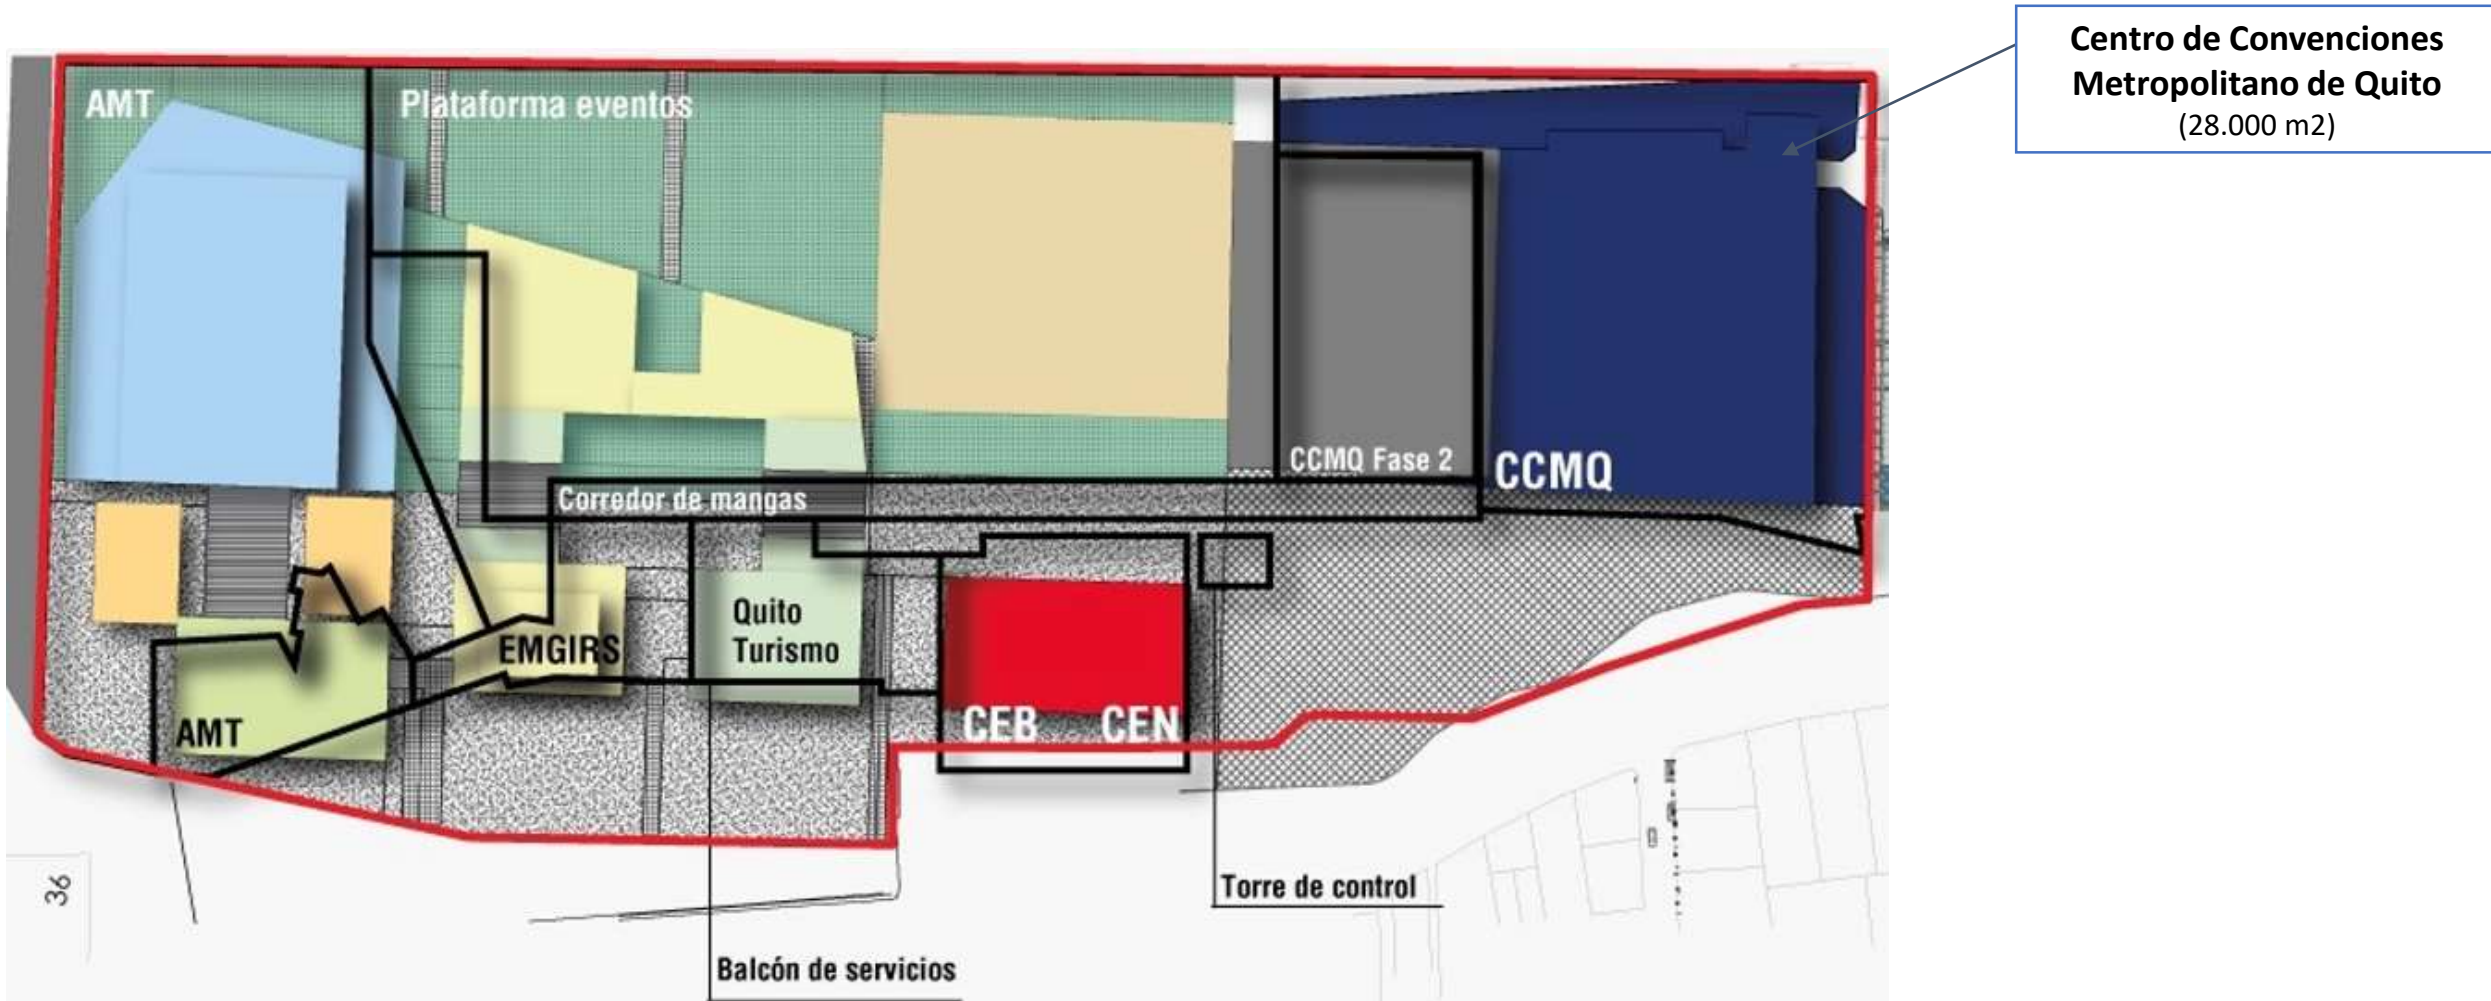 Centro de Convenciones
Metropolitano de Quito
(28.000 m2)
AMT
Plataforma eventos
CCMQ Fase 2
CCMQ
Corredor de mangas
Quito
Turismo
EMGIRS
AMT
CEB CEN
36
Torre de control
Balcón de servicios